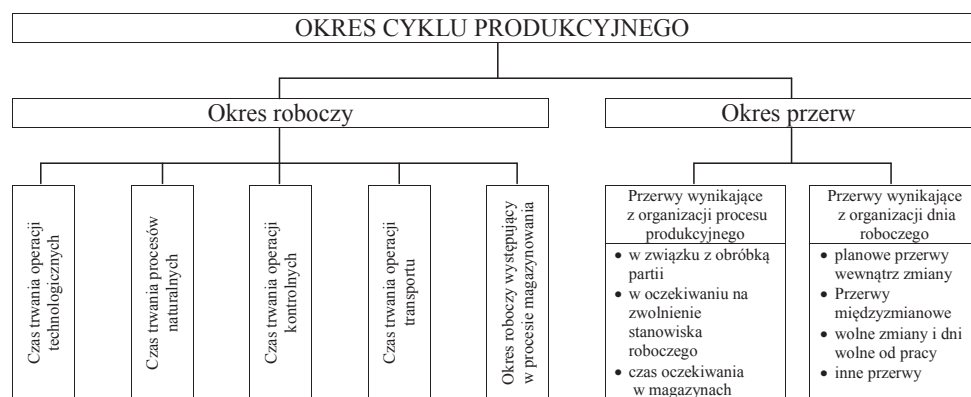 OKRES CYKLU PRODUKCYJNEGO
Okres roboczy
Okres przerw
Czas trwania operacji
technologicznych
Czas trwania procesów
naturalnych
Czas trwania operacji
kontrolnych
Czas trwania operacji
transportu
Okres roboczy występujący
w procesie magazynowania
Przerwy wynikające
z organizacji procesu
produkcyjnego
• w związku z obróbką
partii
• w oczekiwaniu na
zwolnienie
stanowiska
roboczego
• czas oczekiwania
w magazynach
Przerwy wynikające
z organizacji dnia
roboczego
• planowe przerwy
wewnątrz zmiany
• Przerwy
międzyzmianowe
• wolne zmiany i dni
wolne od pracy
• inne przerwy